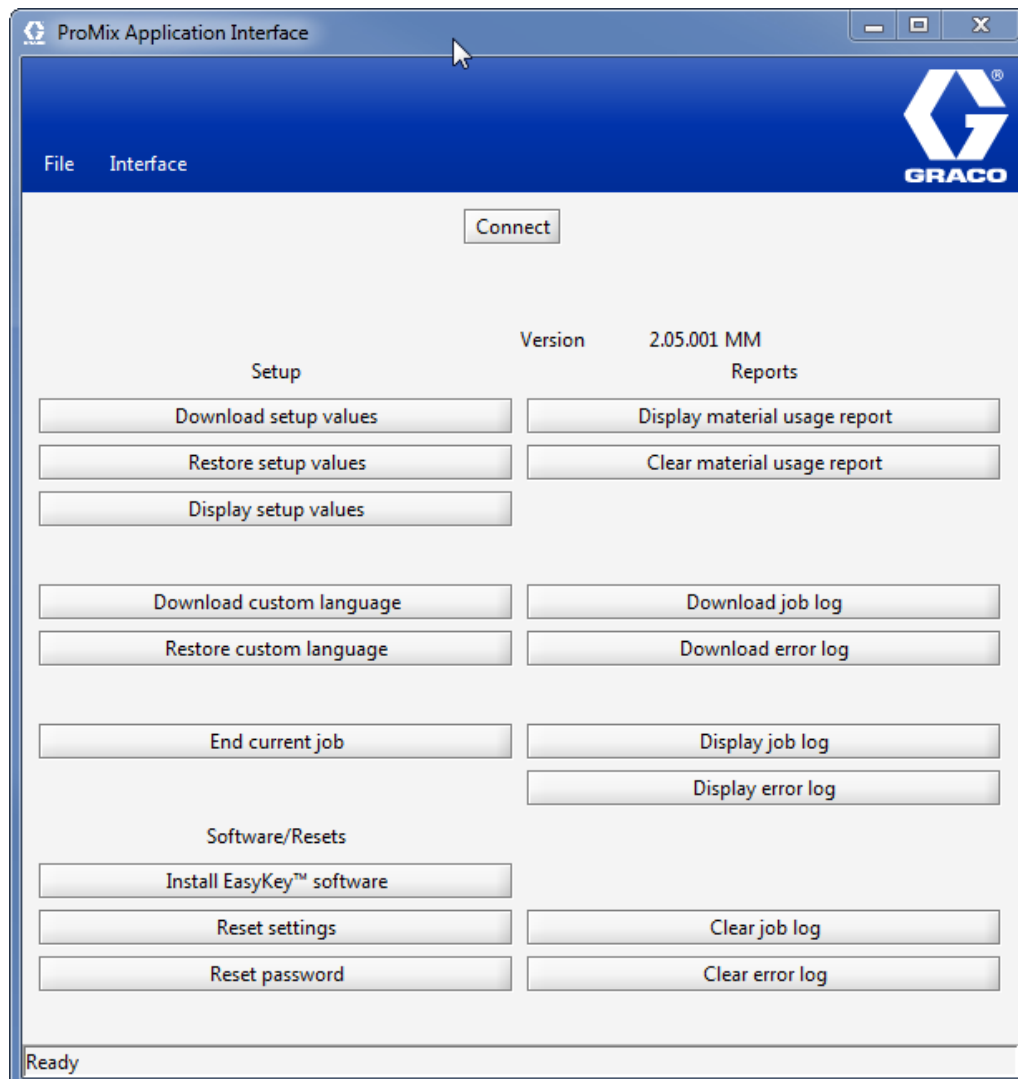 ProMix Application Interface
®
File Interface
GRACO
Connect
Version 2.05.001 MM
Setup Reports
Download setup values Display material usage report
Restore setup values Clear material usage report
Display setup values
Download custom language Download job log
Restore custom language Download error log
End current job Display job log
Display error log
Software/Resets
Install EasyKey™ software
Reset settings Clear job log
Reset password Clear error log
Ready